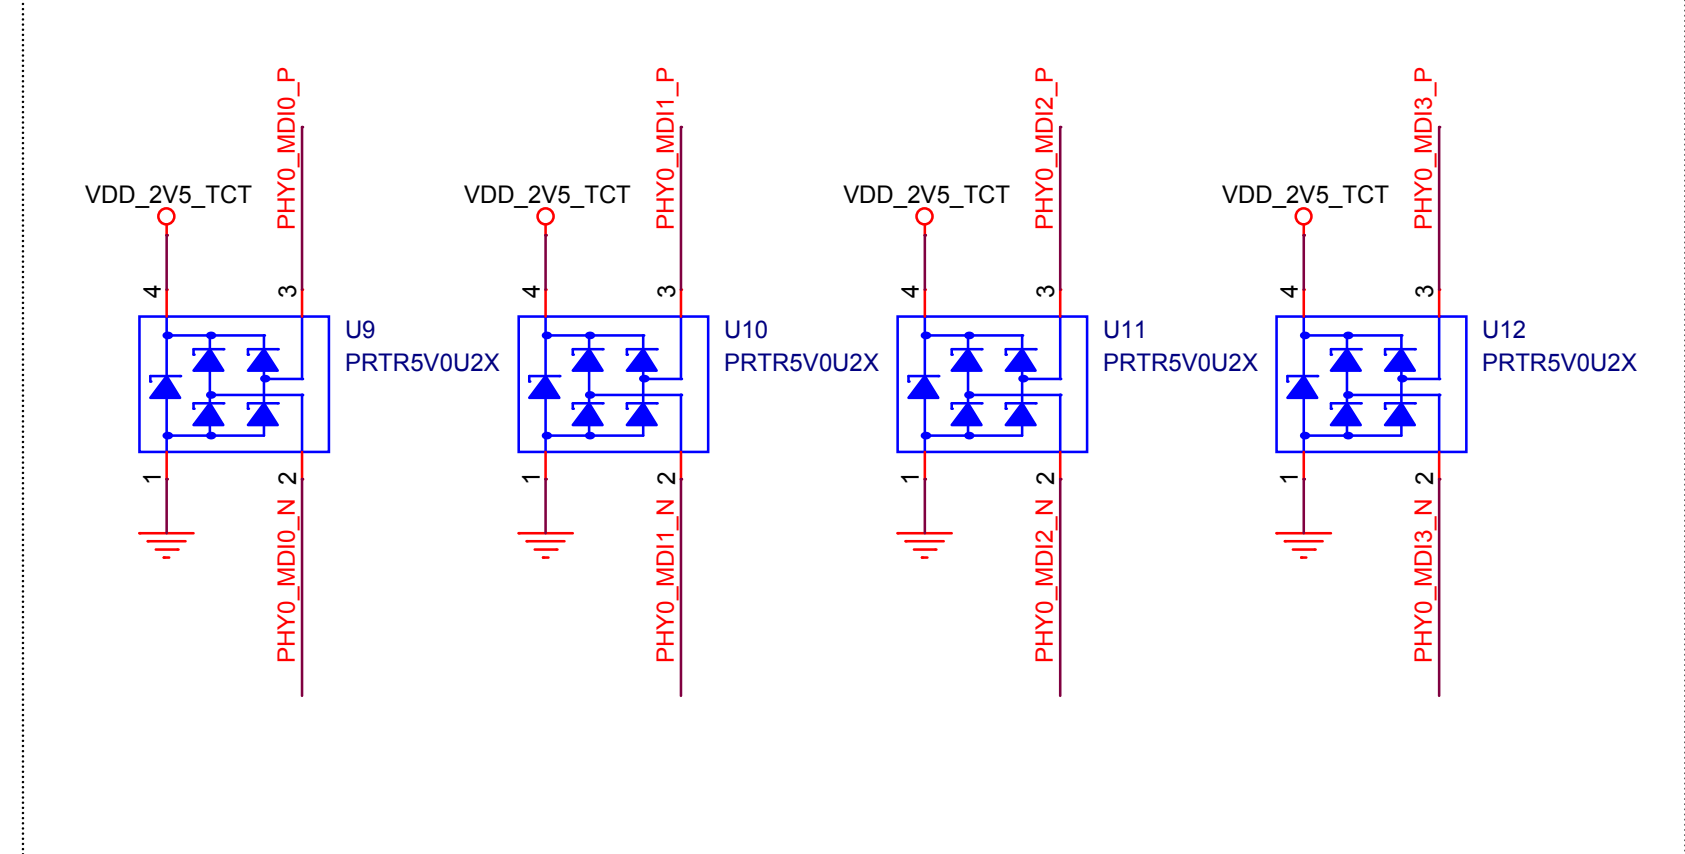 PHY0_MDI0_P
VDD_2V5_TCT
4
3
U9
PRTR5V0U2X
1
2
PHY0_MDI0_N
PHY0_MDI1_P
VDD_2V5_TCT
4
3
U10
PRTR5V0U2X
1
2
PHY0_MDI1_N
PHY0_MDI2_P
VDD_2V5_TCT
4
3
U11
PRTR5V0U2X
1
2
PHY0_MDI2_N
PHY0_MDI3_P
VDD_2V5_TCT
4
3
U12
PRTR5V0U2X
1
2
PHY0_MDI3_N